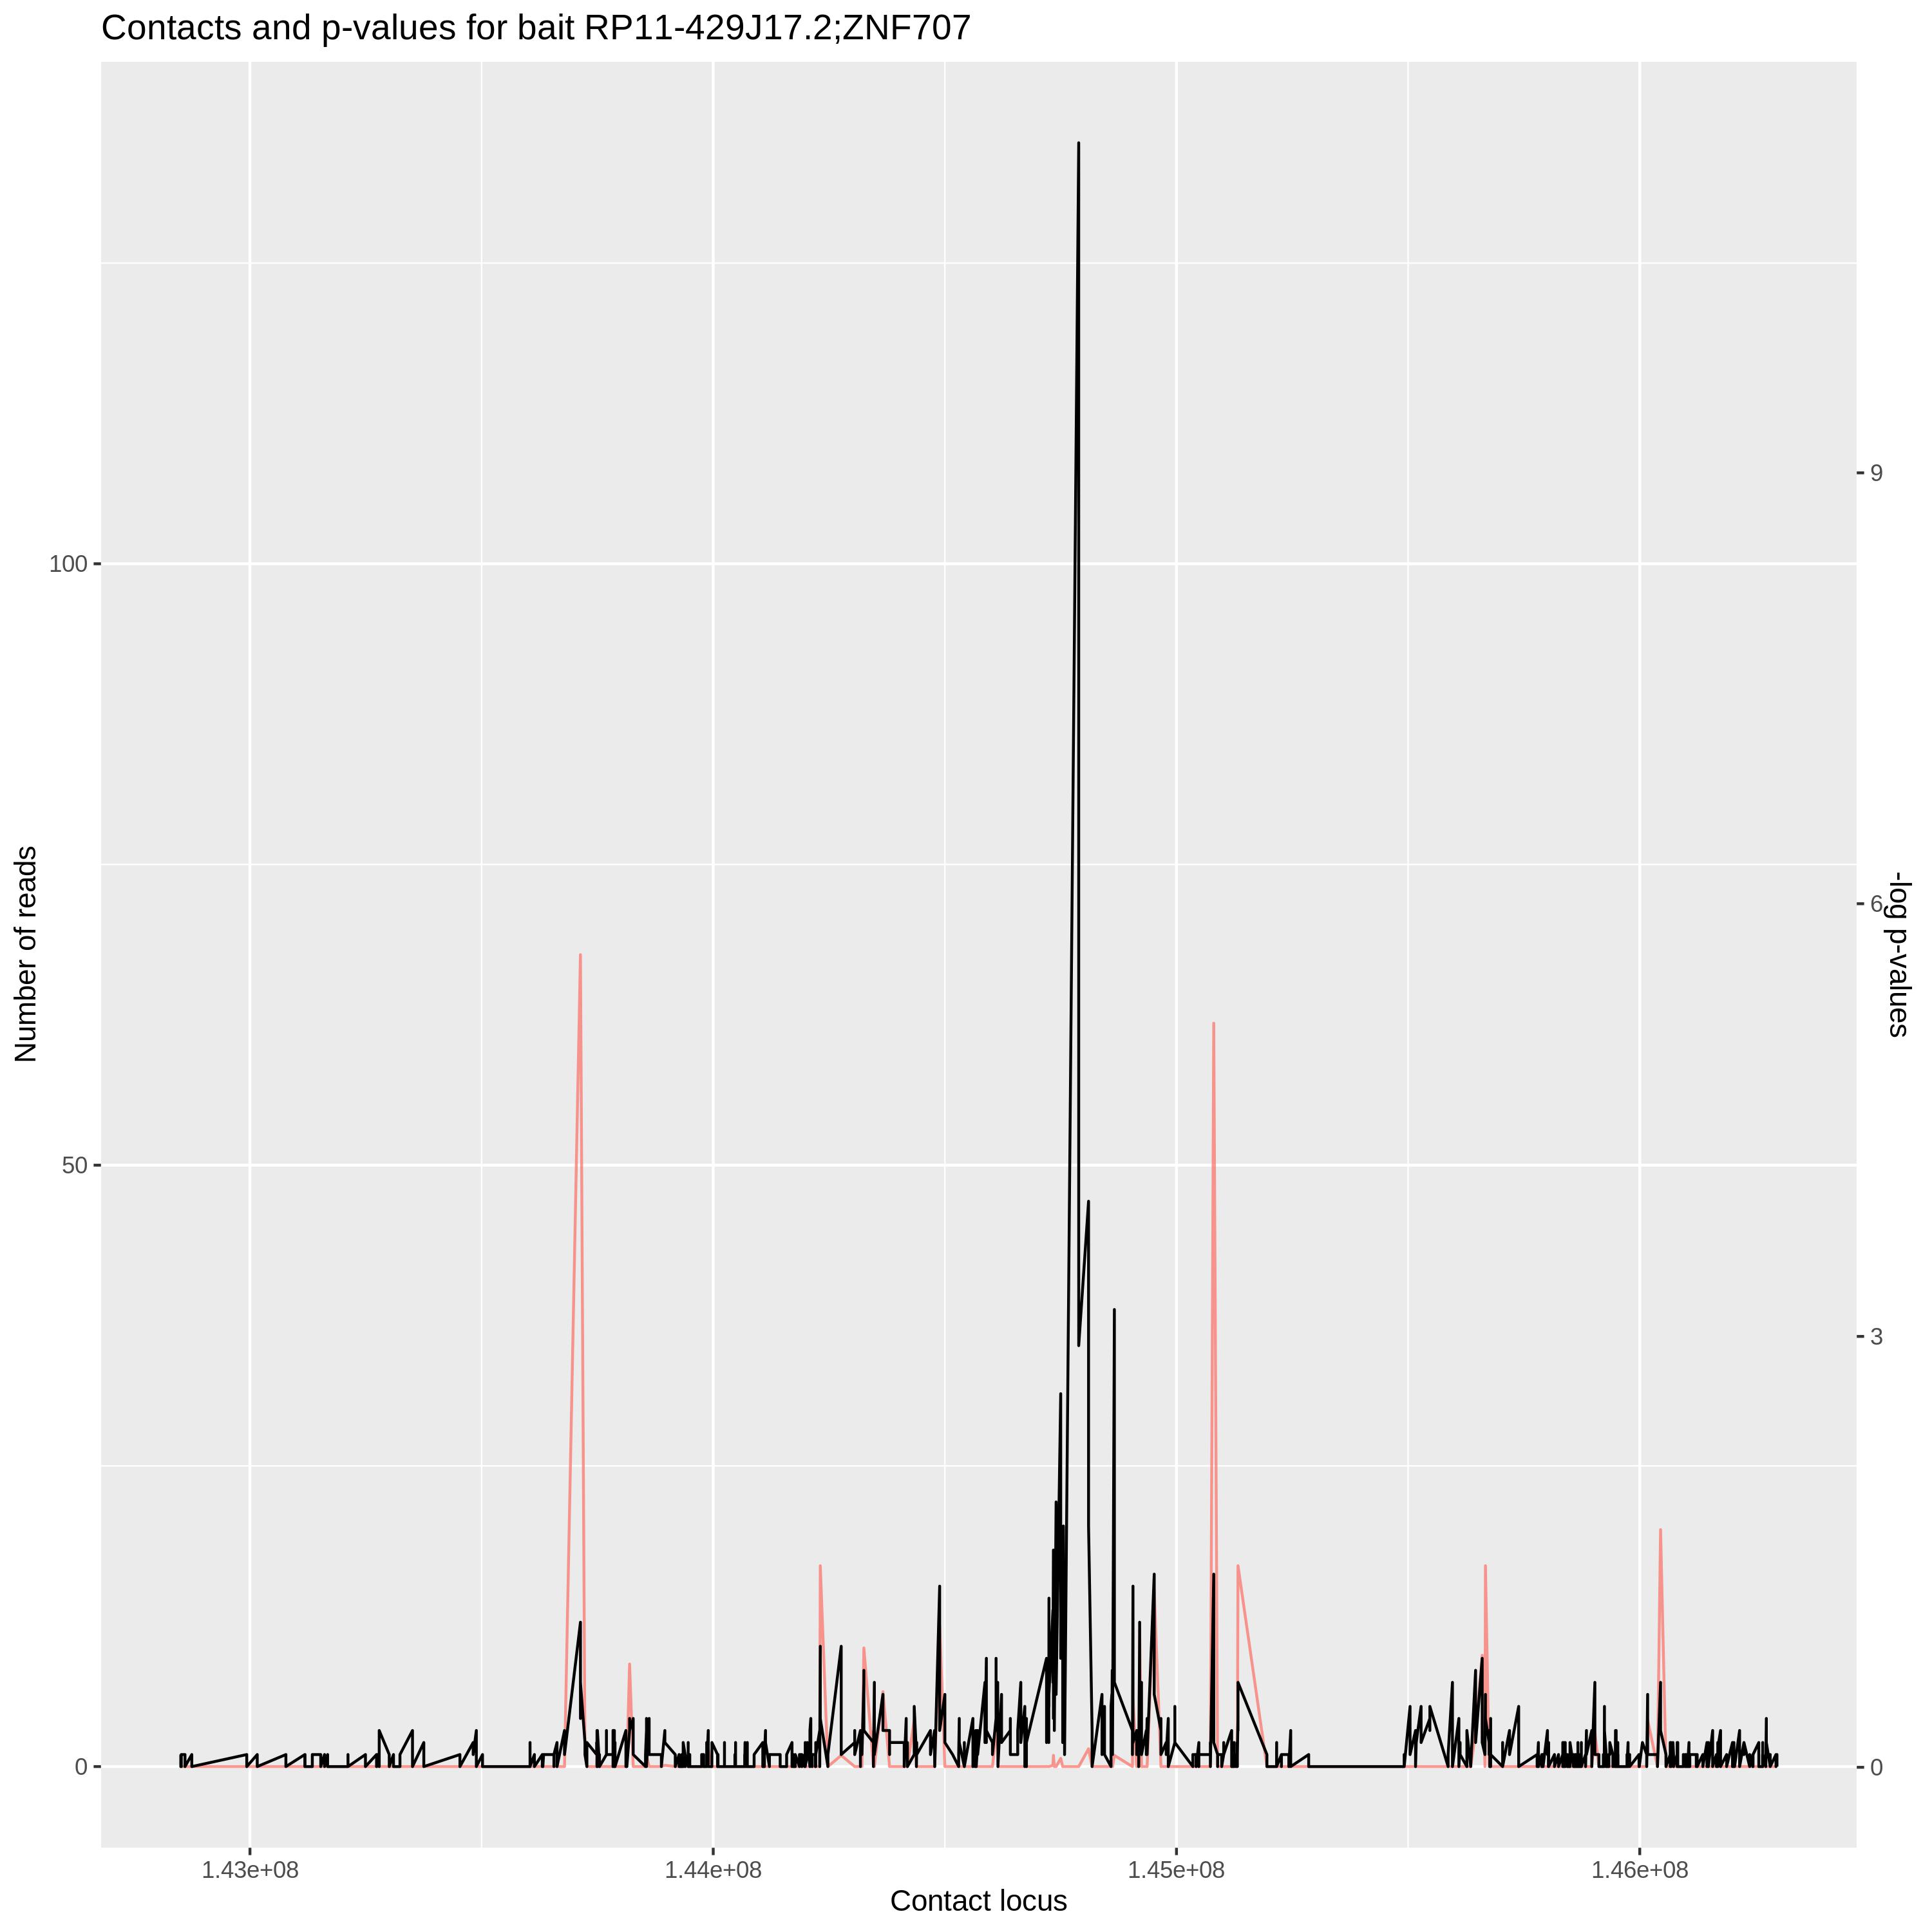 Contacts and p-values for bait RP11-429J17.2;ZNF707
Number of reads
100
50
0
9
6
3
0
-log p-values
1.43e+08
1.44e+08
1.45e+08
1.46e+08
Contact locus